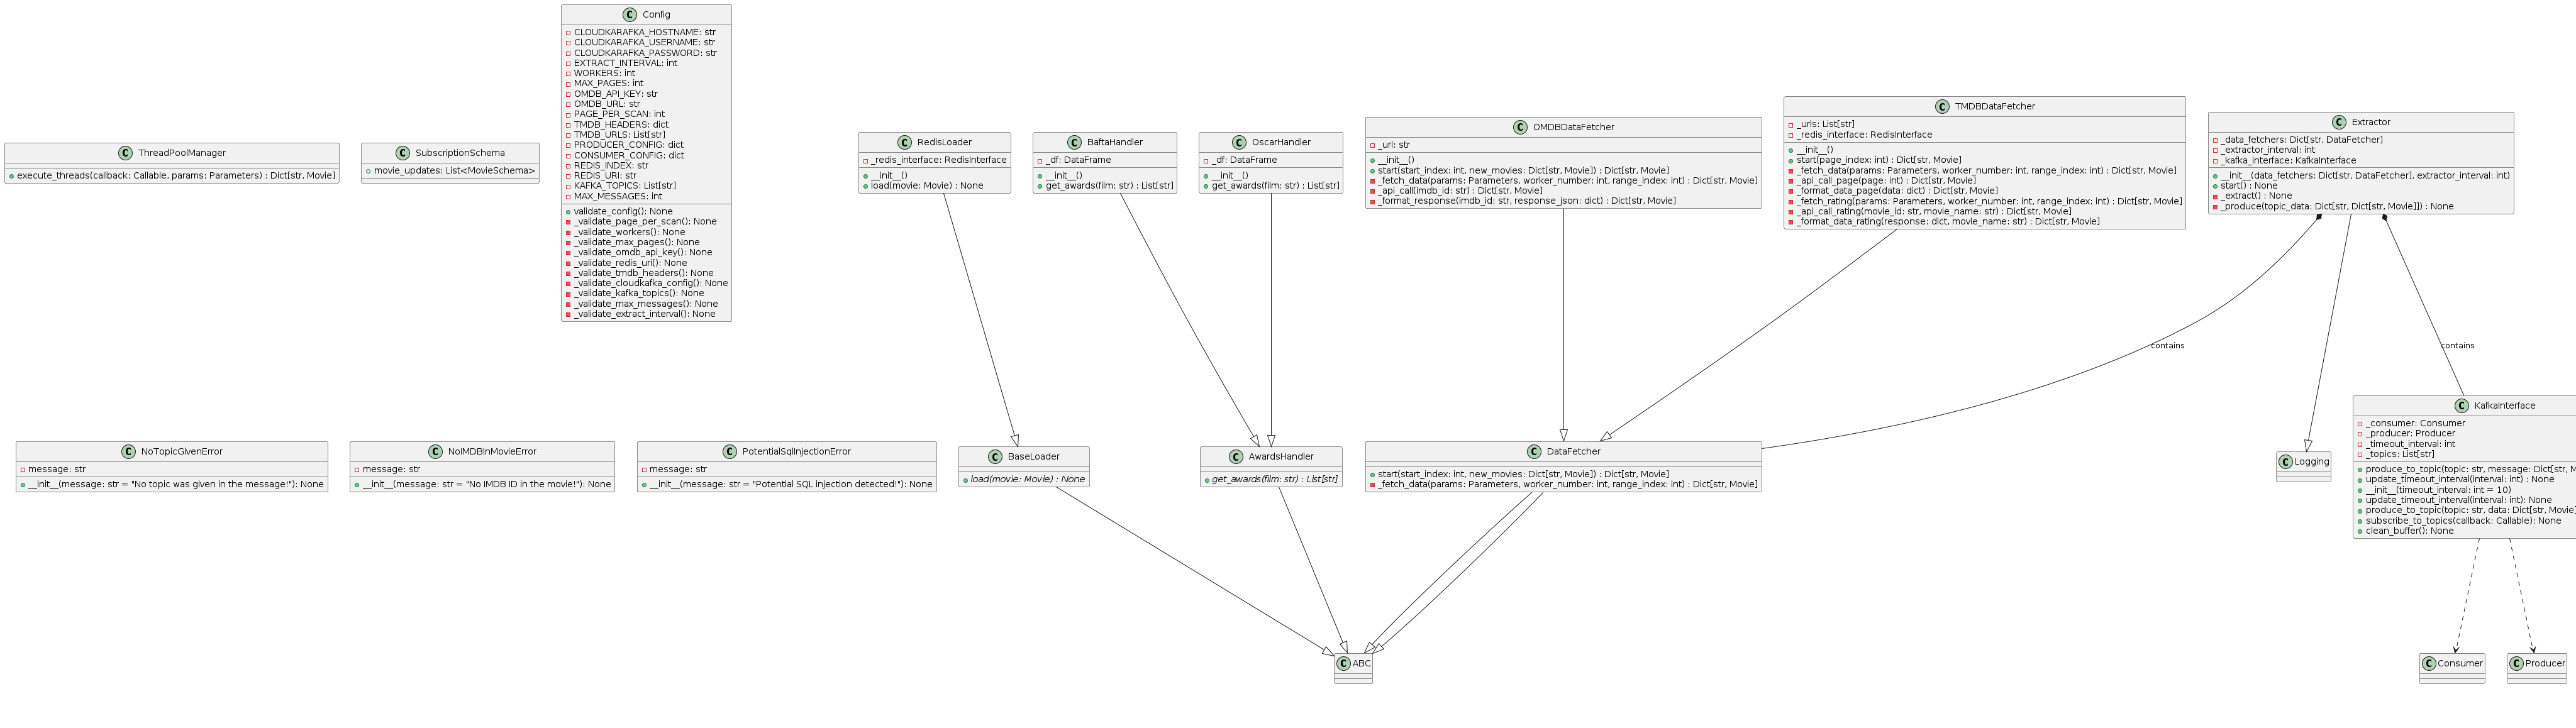 Config
CLOUDKARAFKA_HOSTNAME: str
CLOUDKARAFKA_USERNAME: str
CLOUDKARAFKA_PASSWORD: str
EXTRACT_INTERVAL: int
WORKERS: int
MAX_PAGES: int
OMDB_API_KEY: str
OMDB_URL: str
PAGE_PER_SCAN: int
TMDB_HEADERS: dict
TMDB_URLS: List[str]
PRODUCER_CONFIG: dict
CONSUMER_CONFIG: dict
REDIS_INDEX: str
REDIS_URI: str
KAFKA_TOPICS: List[str]
MAX_MESSAGES: int
validate_config(): None
_validate_page_per_scan(): None
_validate_workers(): None
_validate_max_pages(): None
_validate_omdb_api_key(): None
_validate_redis_uri(): None
_validate_tmdb_headers(): None
_validate_cloudkafka_config(): None
_validate_kafka_topics(): None
_validate_max_messages(): None
_validate_extract_interval(): None
ThreadPoolManager
execute_threads(callback: Callable, params: Parameters) : Dict[str, Movie]
SubscriptionSchema
movie_updates: List<MovieSchema>
RedisLoader
_redis_interface: RedisInterface
__init__()
load(movie: Movie) : None
BaftaHandler
_df: DataFrame
__init__()
get_awards(film: str) : List[str]
OscarHandler
_df: DataFrame
__init__()
get_awards(film: str) : List[str]
OMDBDataFetcher
_url: str
__init__()
start(start_index: int, new_movies: Dict[str, Movie]) : Dict[str, Movie]
_fetch_data(params: Parameters, worker_number: int, range_index: int) : Dict[str, Movie]
_api_call(imdb_id: str) : Dict[str, Movie]
_format_response(imdb_id: str, response_json: dict) : Dict[str, Movie]
TMDBDataFetcher
_urls: List[str]
_redis_interface: RedisInterface
__init__()
start(page_index: int) : Dict[str, Movie]
_fetch_data(params: Parameters, worker_number: int, range_index: int) : Dict[str, Movie]
_api_call_page(page: int) : Dict[str, Movie]
_format_data_page(data: dict) : Dict[str, Movie]
_fetch_rating(params: Parameters, worker_number: int, range_index: int) : Dict[str, Movie]
_api_call_rating(movie_id: str, movie_name: str) : Dict[str, Movie]
_format_data_rating(response: dict, movie_name: str) : Dict[str, Movie]
Extractor
_data_fetchers: Dict[str, DataFetcher]
_extractor_interval: int
_kafka_interface: KafkaInterface
__init__(data_fetchers: Dict[str, DataFetcher], extractor_interval: int)
start() : None
_extract() : None
_produce(topic_data: Dict[str, Dict[str, Movie]]) : None
contains
contains
NoTopicGivenError
message: str
__init__(message: str = "No topic was given in the message!"): None
NoIMDBInMovieError
message: str
__init__(message: str = "No IMDB ID in the movie!"): None
PotentialSqlInjectionError
message: str
__init__(message: str = "Potential SQL injection detected!"): None
BaseLoader
load(movie: Movie) : None
AwardsHandler
get_awards(film: str) : List[str]
DataFetcher
start(start_index: int, new_movies: Dict[str, Movie]) : Dict[str, Movie]
_fetch_data(params: Parameters, worker_number: int, range_index: int) : Dict[str, Movie]
Logging
KafkaInterface
_consumer: Consumer
_producer: Producer
_timeout_interval: int
_topics: List[str]
produce_to_topic(topic: str, message: Dict[str, M
update_timeout_interval(interval: int) : None
__init__(timeout_interval: int = 10)
update_timeout_interval(interval: int): None
produce_to_topic(topic: str, data: Dict[str, Movie]
subscribe_to_topics(callback: Callable): None
clean_buffer(): None
ABC
Consumer
Producer